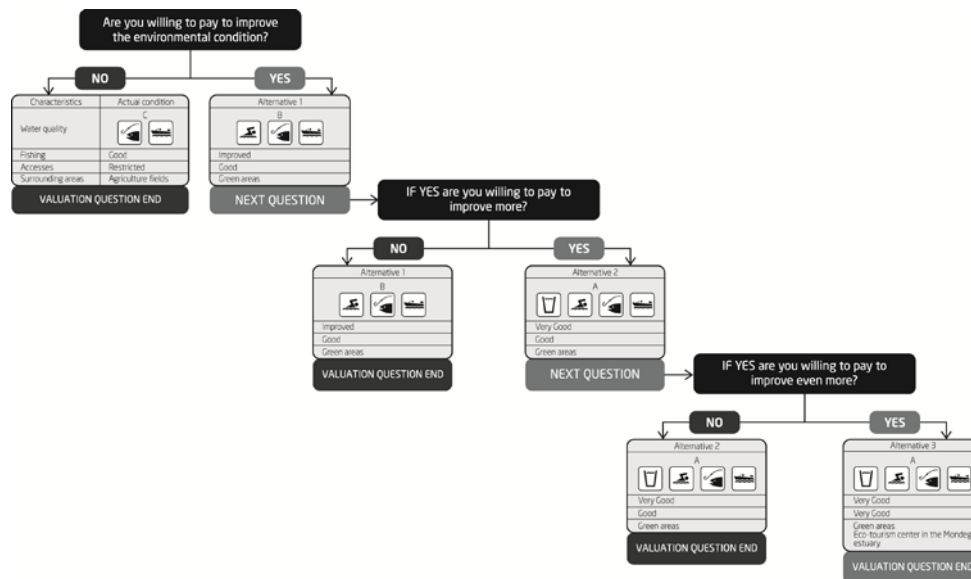 Are you willing to pay to improve
the environmental condition?
NO
YES
Characteristics
Actual condition
C
Water quality
Fishing
Good
Accesses
Restricted
Surrounding areas
Agriculture fields
VALUATION QUESTION END
Alternative 1
B
Improved
Good
Green areas
NEXT QUESTION
IF YES are you willing to pay to
improve more?
NO
YES
Alternative 1
B
Improved
Good
Green areas
VALUATION QUESTION END
Alternative 2
A
Very Good
Good
Green areas
NEXT QUESTION
IF YES are you willing to pay to
improve even more?
NO
YES
Alternative 2
A
Very Good
Good
Green areas
VALUATION QUESTION END
Alternative 3
A
Very Good
Very Good
Green areas
Eco-tourism center in the Mondeg
estuary
VALUATION QUESTION END